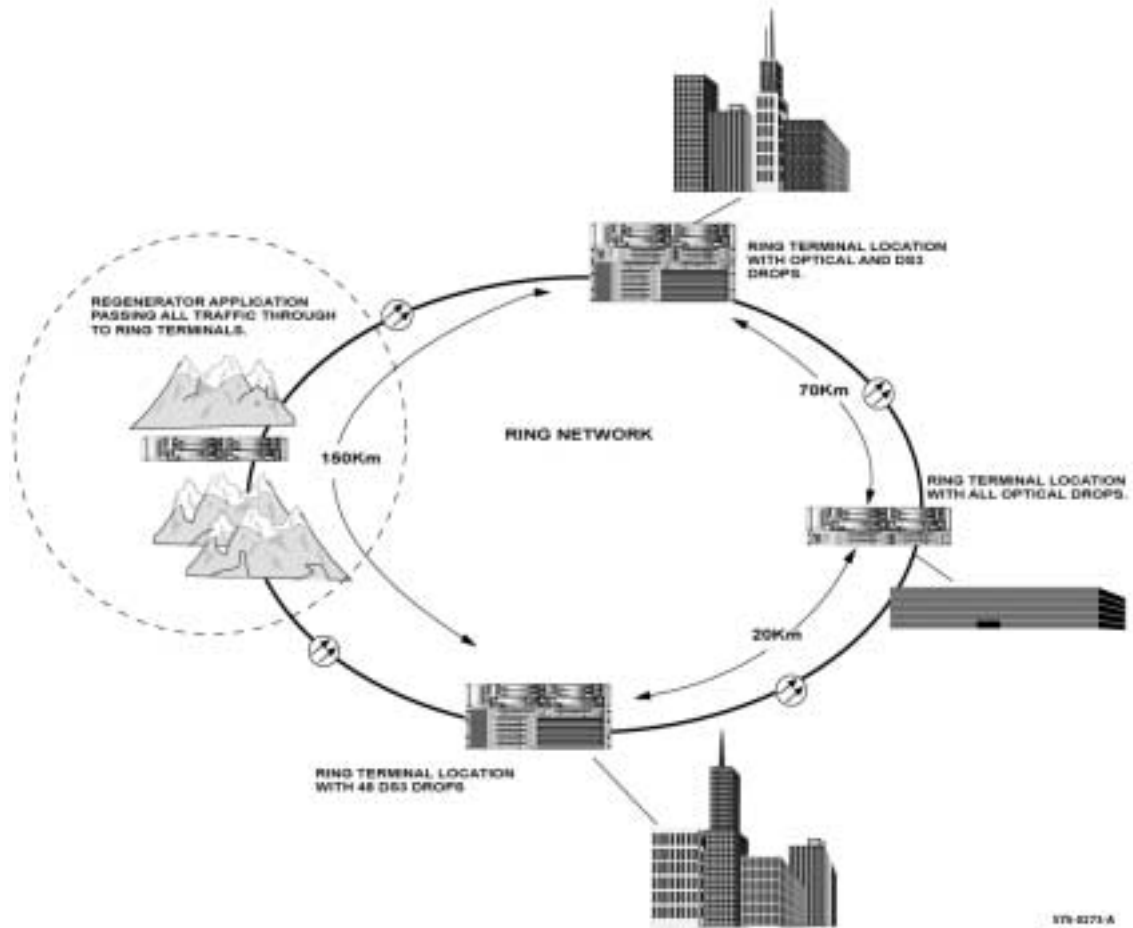 RING TERMINAL LOCATION
WITH OPTICAL AND DS3
DROPS.
REGENERATOR APPLICATION
PASSING ALL TRAFFIC THROUGH
TO RING TERMINALS.
70Km
RING NETWORK
150Km
RING TERMINAL LOCATION
WITH ALL OPTICAL DROPS.
20Km
RING TERMINAL LOCATION
WITH 48 DS3 DROPS